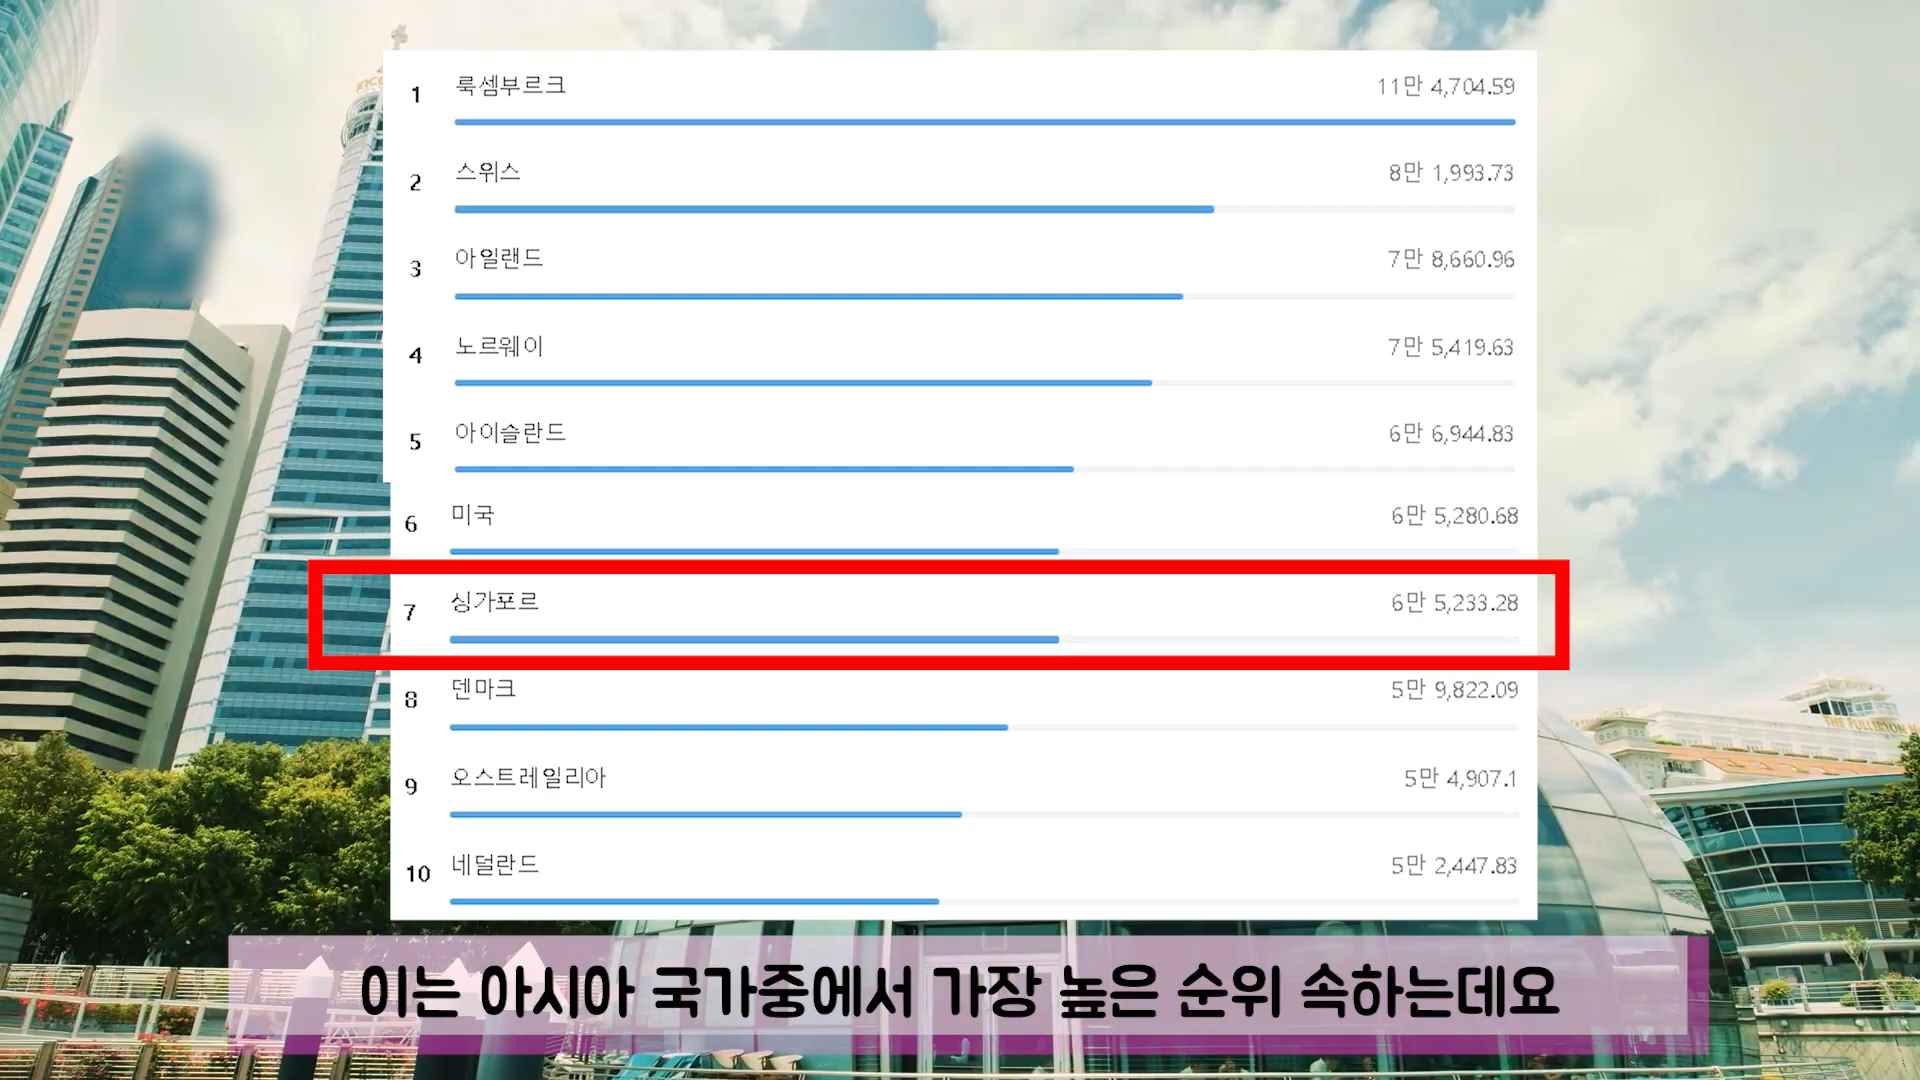 1 룩셈부르크 11만 4,704.59
2 스위스 8만 1,993.73
3 아일랜드 7만 8,660.96
4 노르웨이 7만 5,419.63
5 아이슬란드 6만 6,944.83
6 미국 6만 5,280.68
7 싱가포르 6만 5,233.28
8 덴마크 5만 9,822.09
9 오스트레일리아 5만 4,907.1
10 네덜란드 5만 2,447.83
이는 아시아 국가중에서 가장 높은 순위 속하는데요